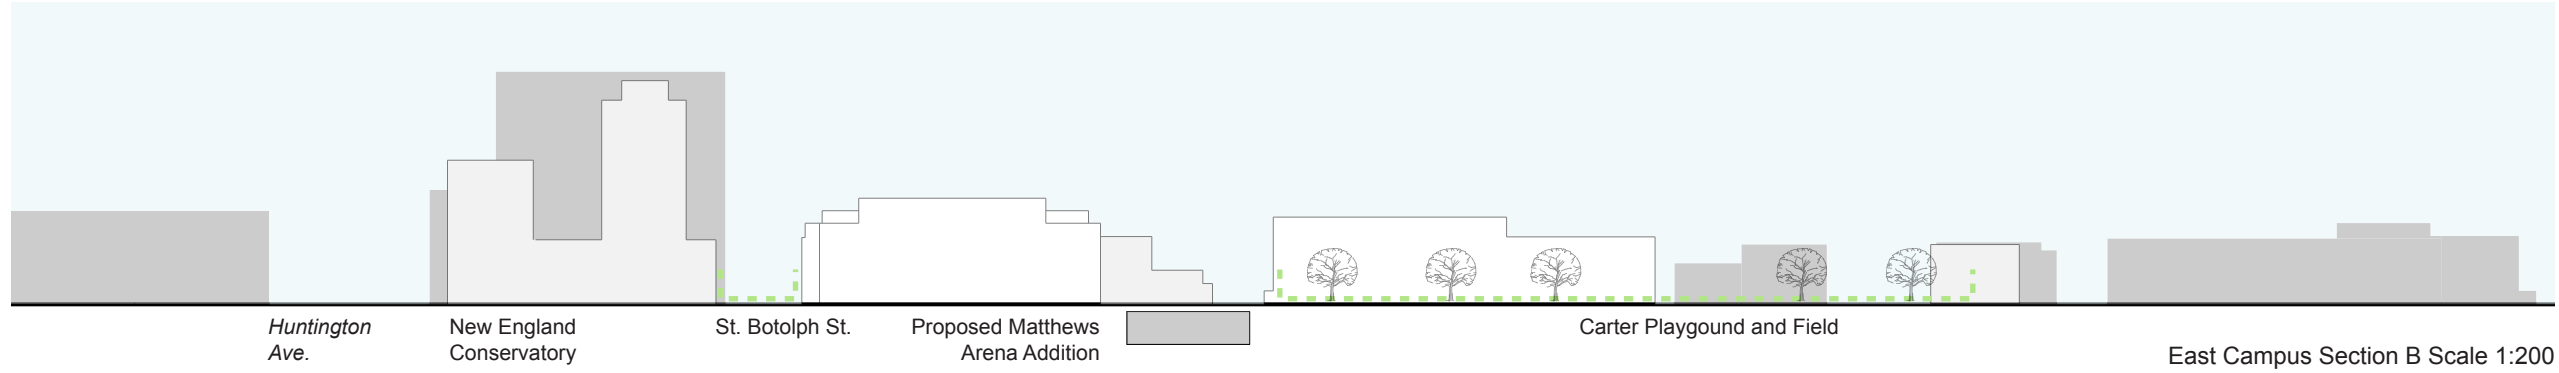 Huntington
Ave.
New England
Conservatory
St. Botolph St.
Proposed Matthews
Arena Addition
Carter Playgound and Field
East Campus Section B Scale 1:200